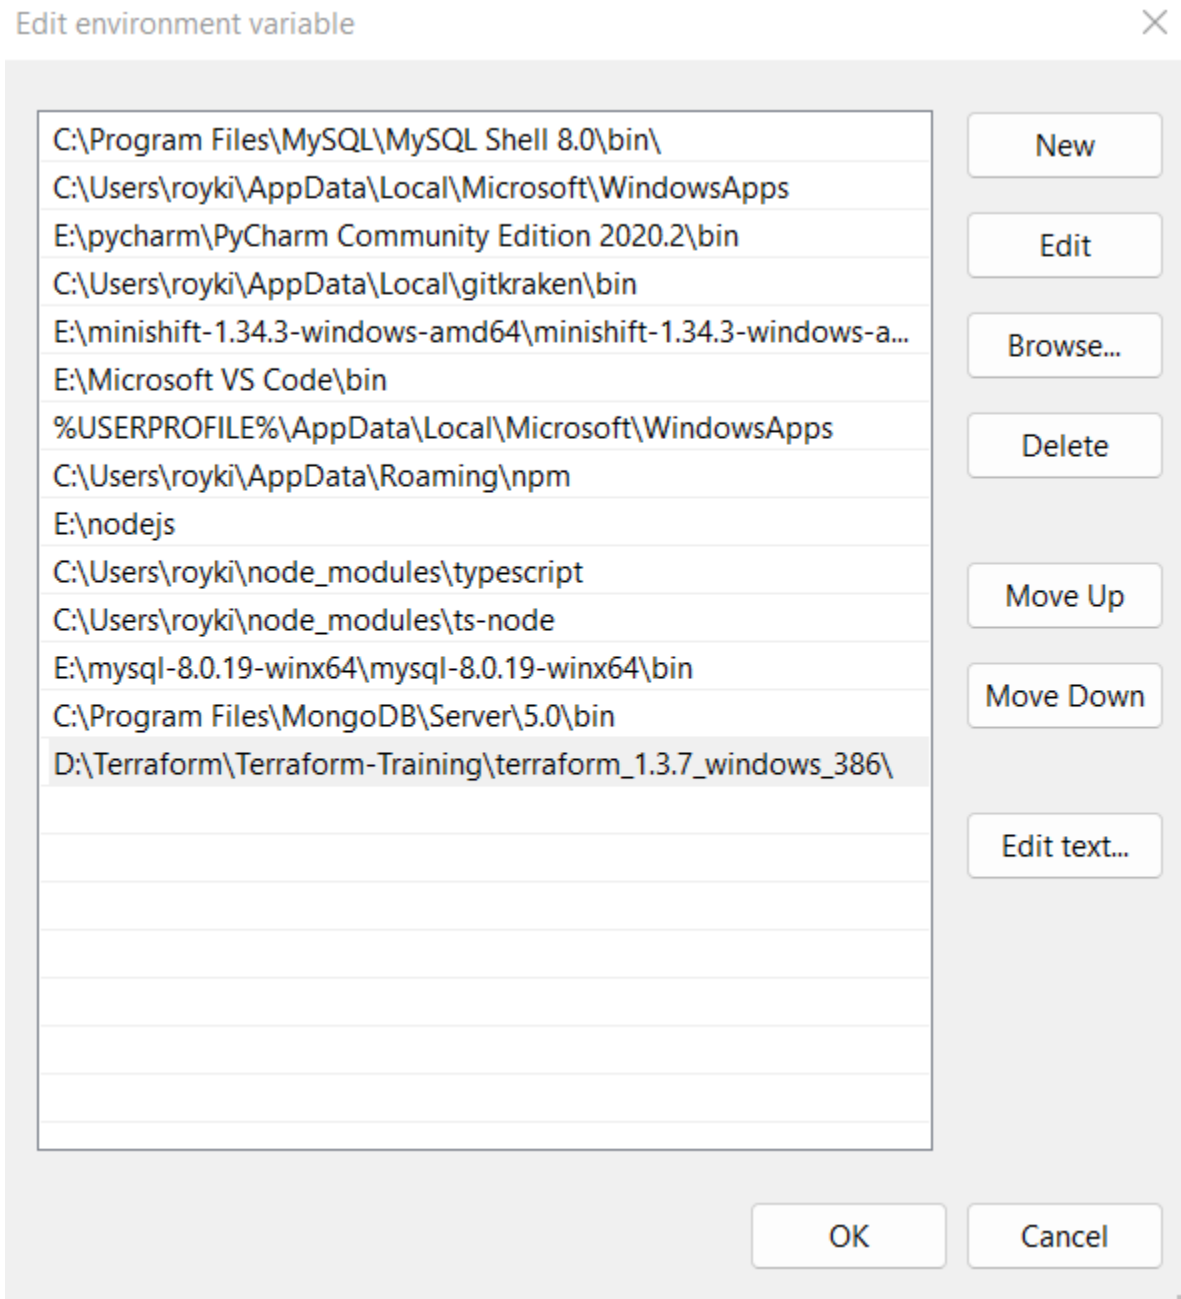 Edit environment variable
C:\Program Files\MySQL\MySQL Shell 8.0\bin\
New
C:\Users\royki\AppData\Local\Microsoft\WindowsApps
E:\pycharm\PyCharm Community Edition 2020.2\bin
Edit
C:\Users\royki\AppData\Local\gitkraken\bin
E:\minishift-1.34.3-windows-amd64\minishift-1.34.3-windows-a...
Browse...
E:\Microsoft VS Code\bin
%USERPROFILE%\AppData\Local\Microsoft\WindowsApps
Delete
C:\Users\royki\AppData\Roaming\npm
E:\nodejs
C:\Users\royki\node_modules\typescript
Move Up
C:\Users\royki\node_modules\ts-node
E:\mysql-8.0.19-winx64\mysql-8.0.19-winx64\bin
Move Down
C:\Program Files\MongoDB\Server\5.0\bin
D:\Terraform\Terraform-Training\terraform_1.3.7_windows_386\
Edit text...
OK
Cancel